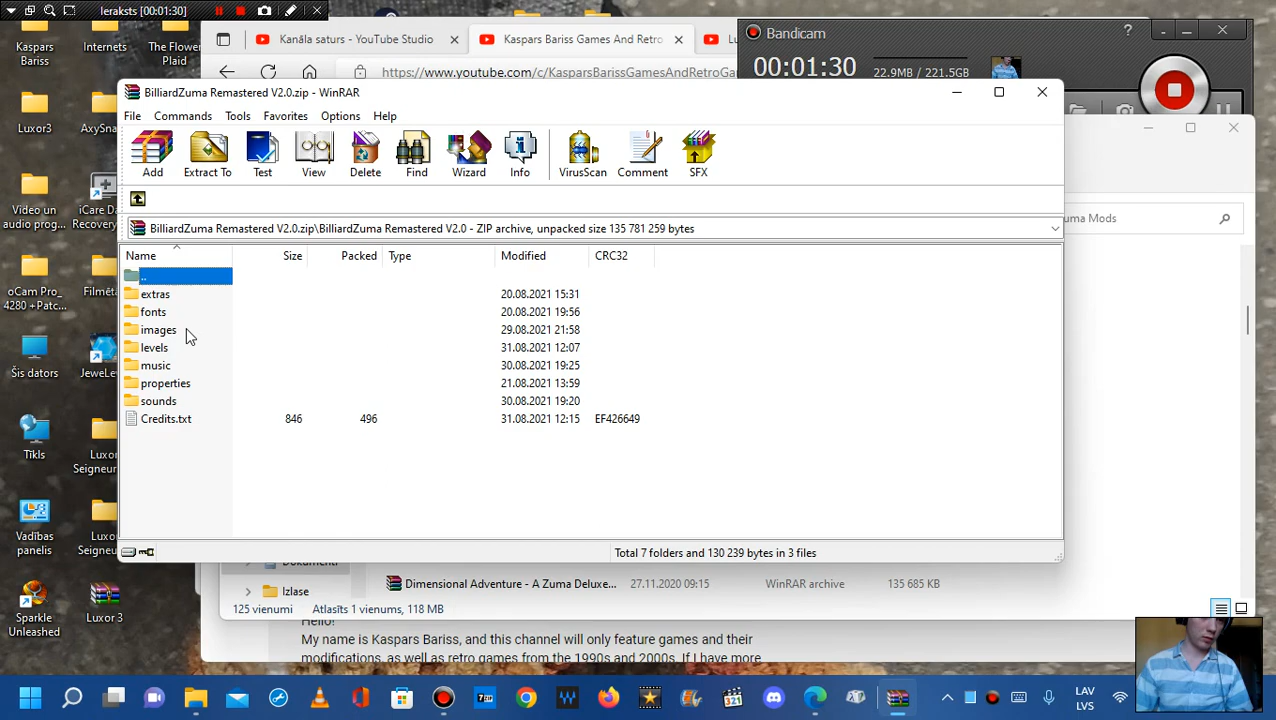 Ieraksts [00:01:30]
Kaspars Bariss
Internets
The Flower Plaid
Kanāla saturs - YouTube Studio
Kaspars Bariss Games And Retro
https://www.youtube.com/c/KasparsBarissGamesAndRetroGa
Bandicam
00:01:30
22.9MB / 221.5GB
BilliardZuma Remastered V2.0.zip - WinRAR
File Commands Tools Favorites Options Help
Add Extract To Test View Delete Find Wizard Info VirusScan Comment SFX
BilliardZuma Remastered V2.0.zip\BilliardZuma Remastered V2.0 - ZIP archive, unpacked size 135 781 259 bytes
uma Mods
Name Size Packed Type Modified CRC32
..
extras 20.08.2021 15:31
fonts 20.08.2021 19:56
images 29.08.2021 21:58
levels 31.08.2021 12:07
music 30.08.2021 19:25
properties 21.08.2021 13:59
sounds 30.08.2021 19:20
Credits.txt 846 496 31.08.2021 12:15 EF426649
Total 7 folders and 130 239 bytes in 3 files
Luxor3
AxySna
Video un audio prog...
iCare Da
Recovery
oCam Pro_4280 +Patc...
Filmēt
Šis dators
JeweLe
Tīkls
Luxor
Seigneur
Vadības panelis
Luxo
Seigneur
Sparkle Unleashed
Luxor 3
Dokumenti
Dimensional Adventure - A Zuma Deluxe... 27.11.2020 09:15 WinRAR archive 135 685 KB
Izlase
125 vienumi Atlasīts 1 vienums, 118 MB
Hello!
My name is Kaspars Bariss, and this channel will only feature games and their
modifications, as well as retro games from the 1990s and 2000s. If I have more
321
LAV
LVS